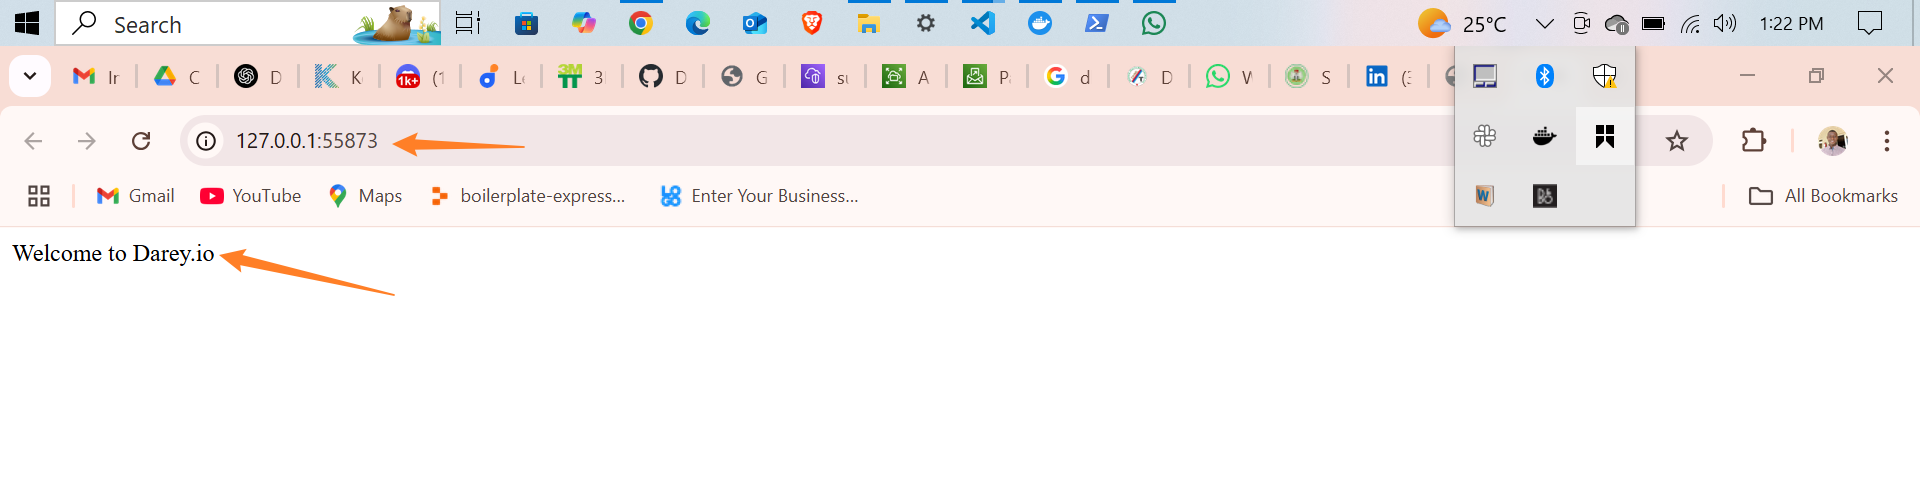 Search 25°C 1:22 PM
Ir C D K 1k+ (1 L 3 D G su A P d D W S (3
127.0.0.1:55873
Gmail YouTube Maps boilerplate-express... Enter Your Business... All Bookmarks
Welcome to Darey.io